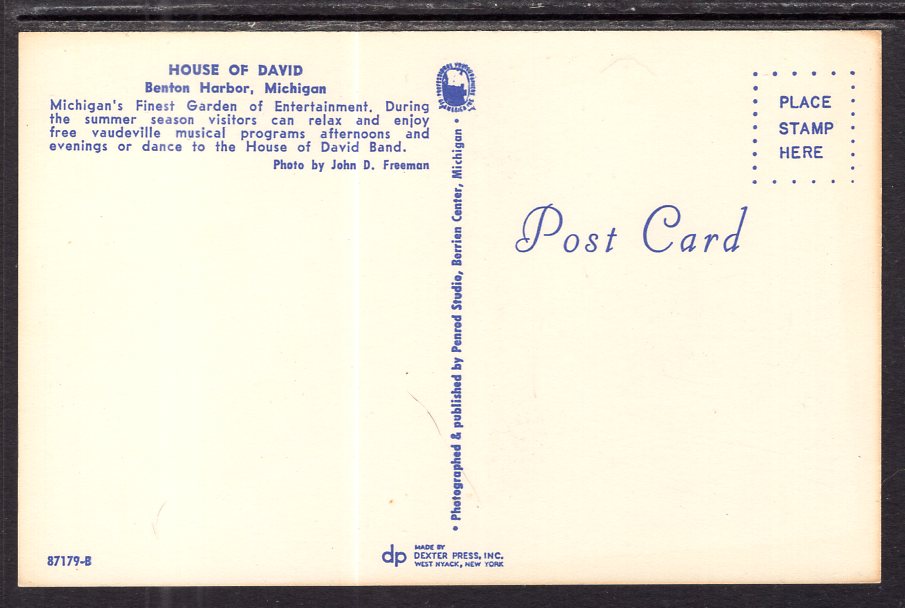 HOUSE OF DAVID
Benton Harbor, Michigan
Michigan's Finest Garden of Entertainment. During
the summer season visitors can relax and enjoy
free vaudeville musical programs afternoons and
evenings or dance to the House of David Band.
Photo by John D. Freeman
• Photographed & published by Penrod Studio, Berrien Center, Michigan •
PLACE
STAMP
HERE
Post Card
87179-B
dp
MADE BY
DEXTER PRESS, INC.
WEST NYACK, NEW YORK